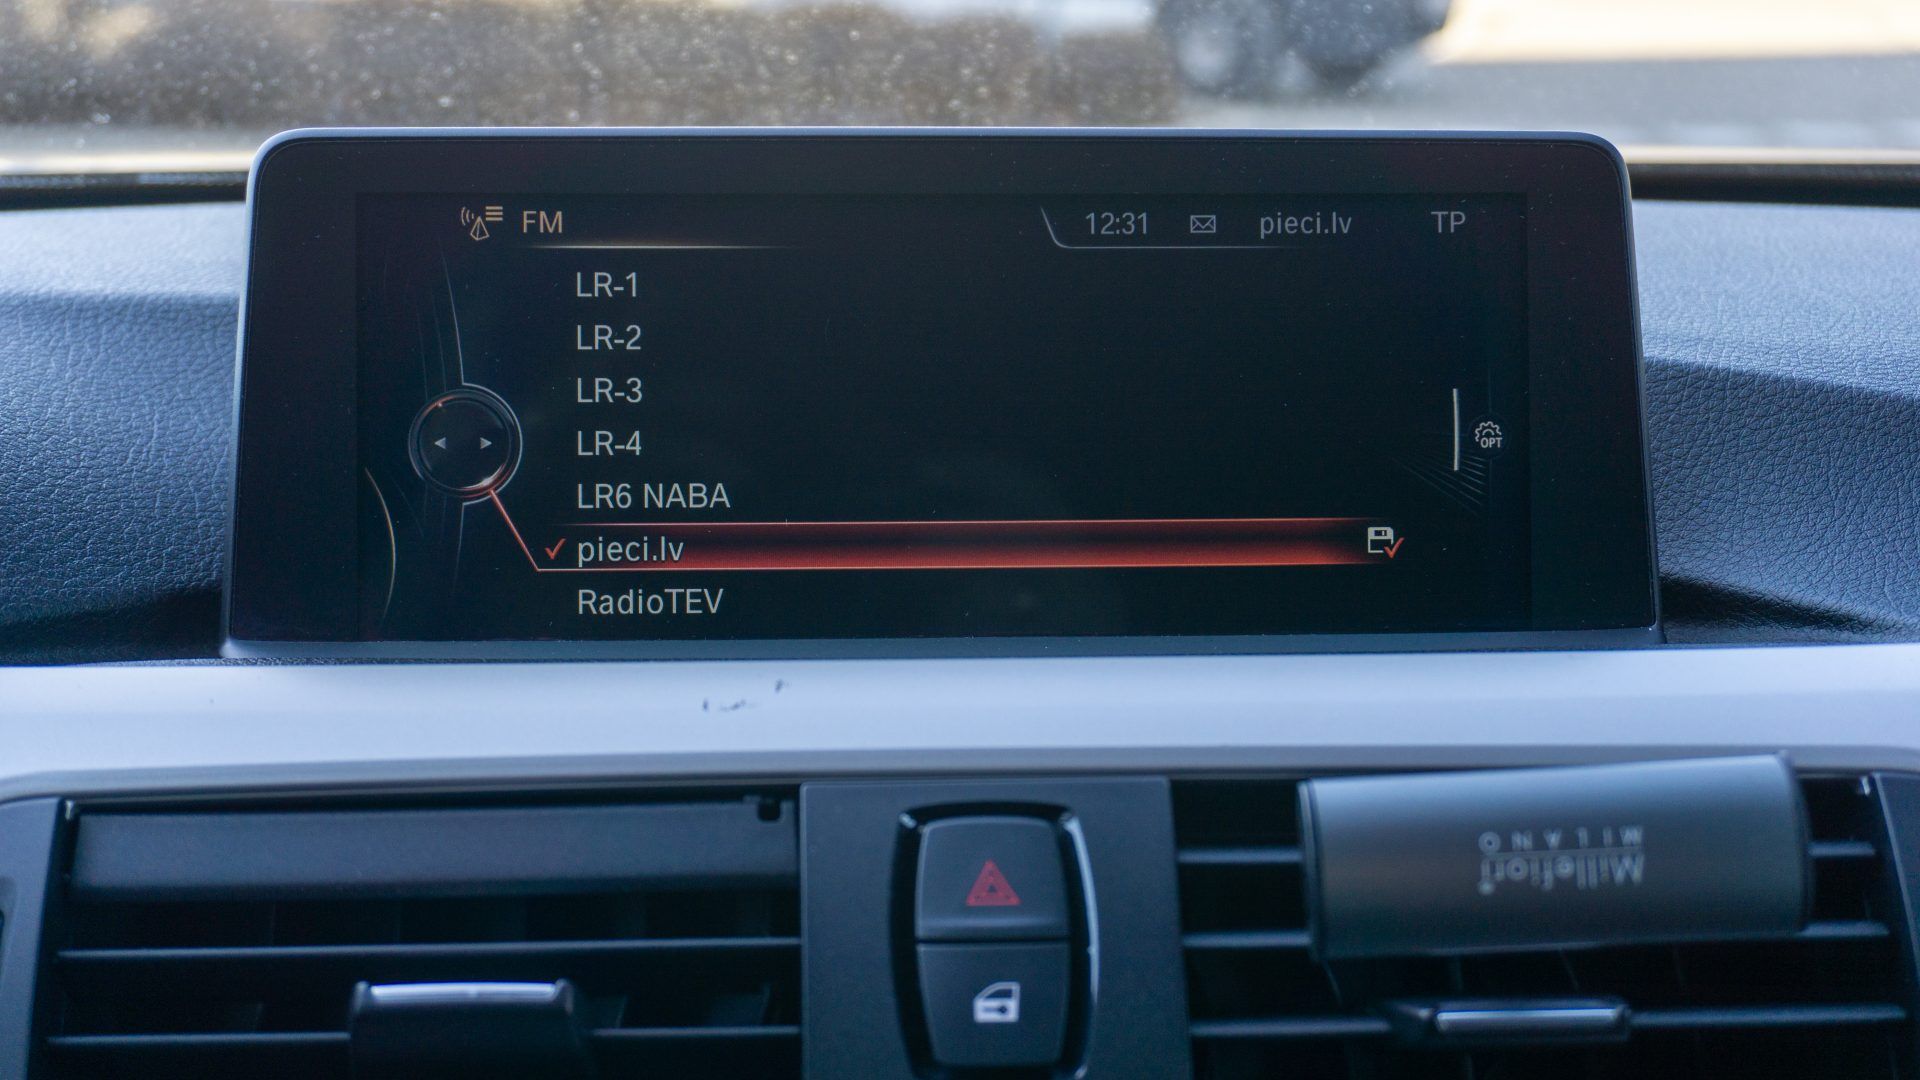 FM
12:31 pieci.lv TP
LR-1
LR-2
LR-3
LR-4
OPT
LR6 NABA
pieci.lv
RadioTEV
Millefiori
MILANO